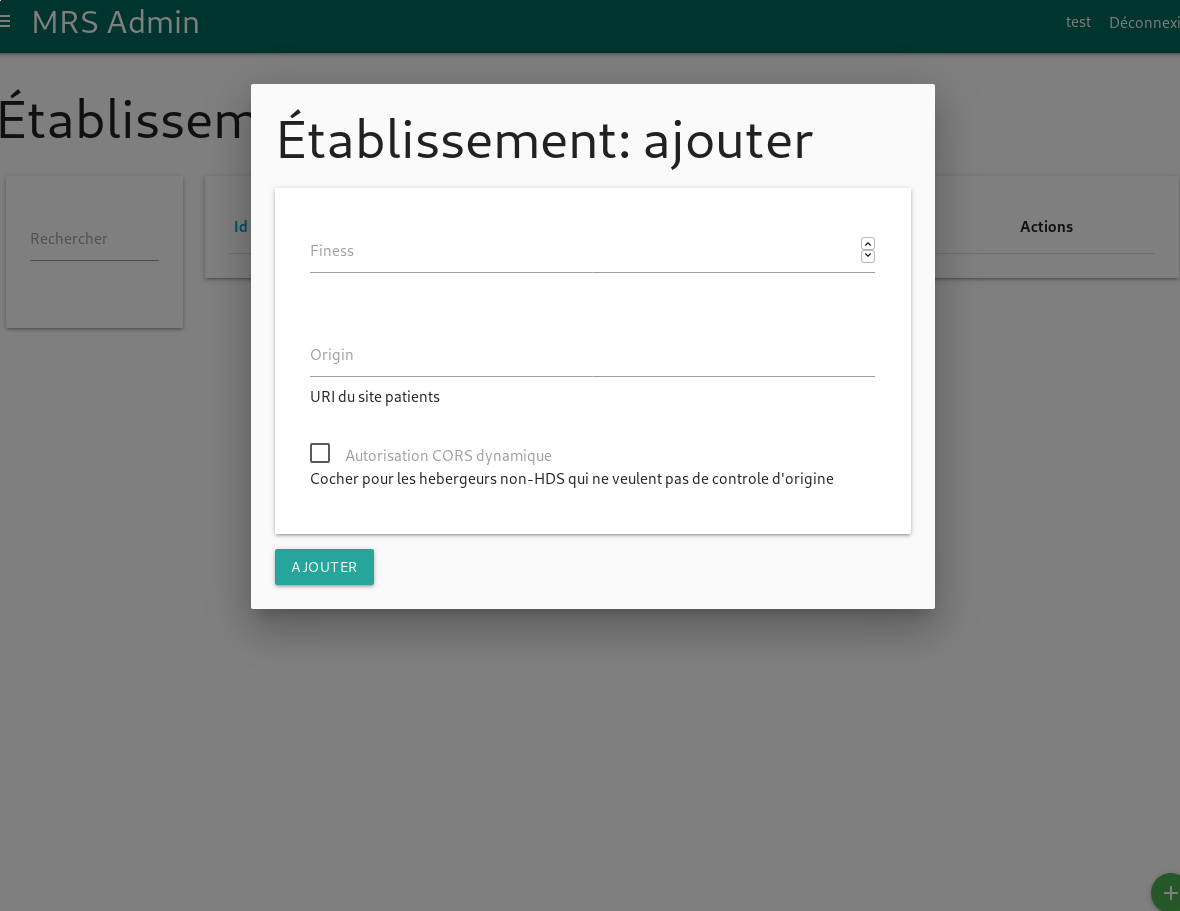 MRS Admin
test
Déconnexi
Établissem
Établissement: ajouter
Rechercher
Id
Actions
Finess
Origin
URI du site patients
Autorisation CORS dynamique
Cocher pour les hebergeurs non-HDS qui ne veulent pas de controle d'origine
AJOUTER